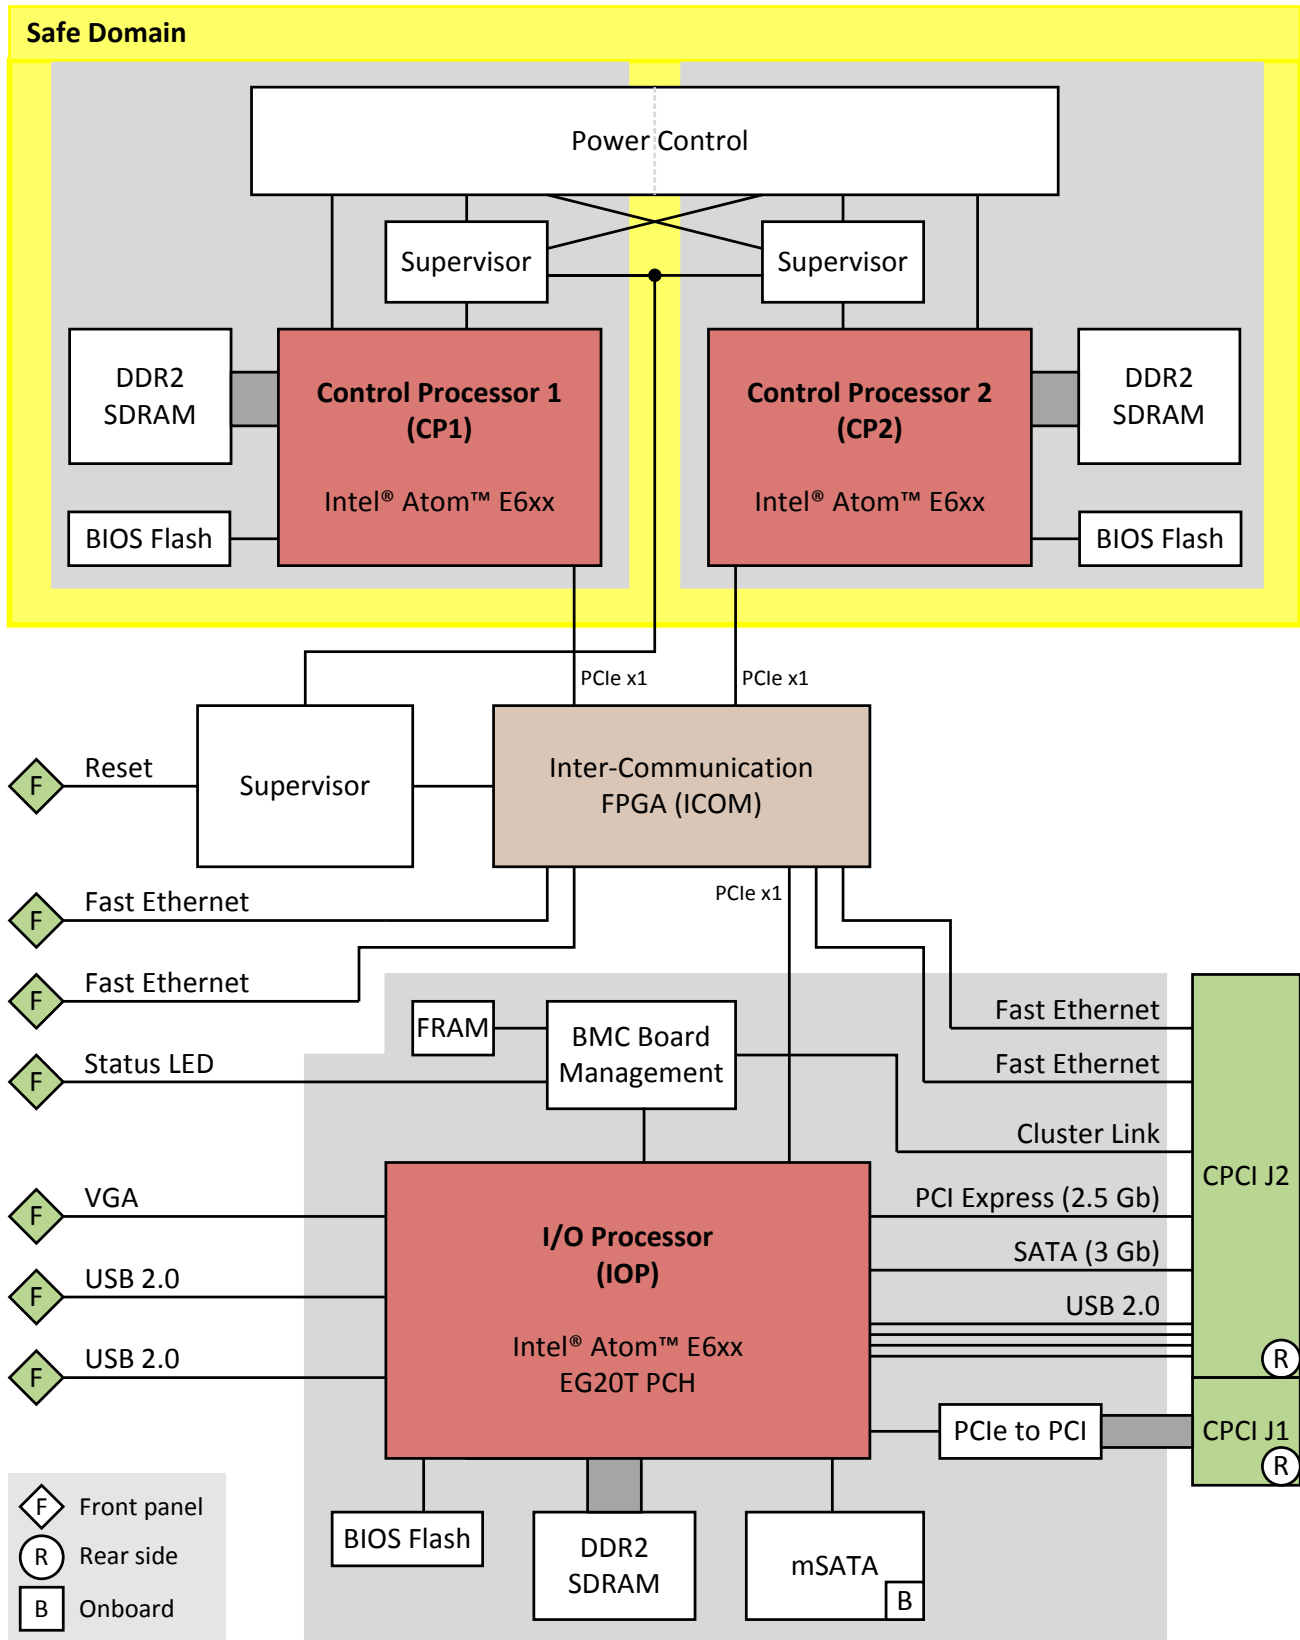 Safe Domain
Power Control
Supervisor
Supervisor
DDR2
SDRAM
Control Processor 1
(CP1)
Intel® Atom™ E6xx
BIOS Flash
Control Processor 2
(CP2)
Intel® Atom™ E6xx
DDR2
SDRAM
BIOS Flash
PCIe x1
PCIe x1
F
Reset
Supervisor
Inter-Communication
FPGA (ICOM)
PCIe x1
F
Fast Ethernet
F
Fast Ethernet
F
Status LED
FRAM
BMC Board
Management
Fast Ethernet
Fast Ethernet
Cluster Link
CPCI J2
F
VGA
F
USB 2.0
F
USB 2.0
I/O Processor
(IOP)
Intel® Atom™ E6xx
EG20T PCH
PCI Express (2.5 Gb)
SATA (3 Gb)
USB 2.0
R
PCIe to PCI
CPCI J1
R
BIOS Flash
DDR2
SDRAM
mSATA
B
F Front panel
R Rear side
B Onboard